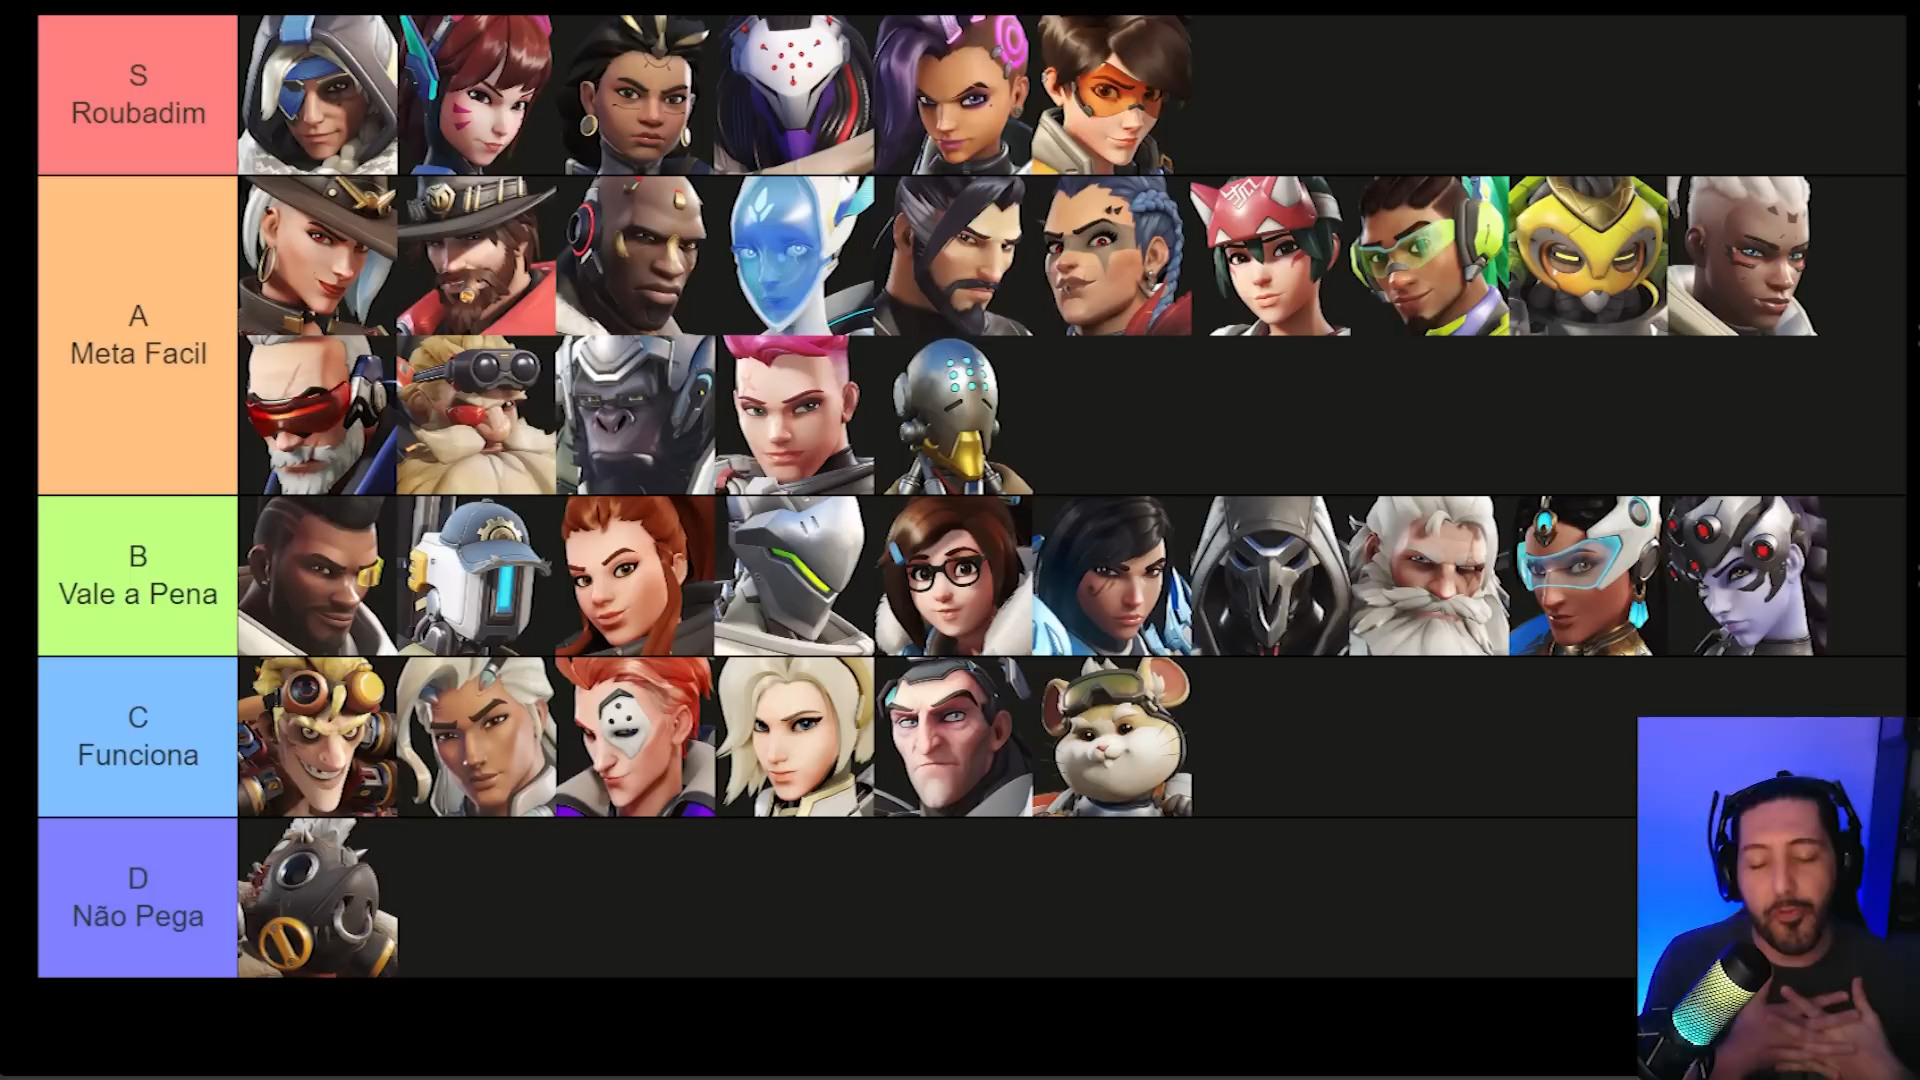 S
Roubadim
A
Meta Facil
B
Vale a Pena
C
Funciona
D
Não Pega